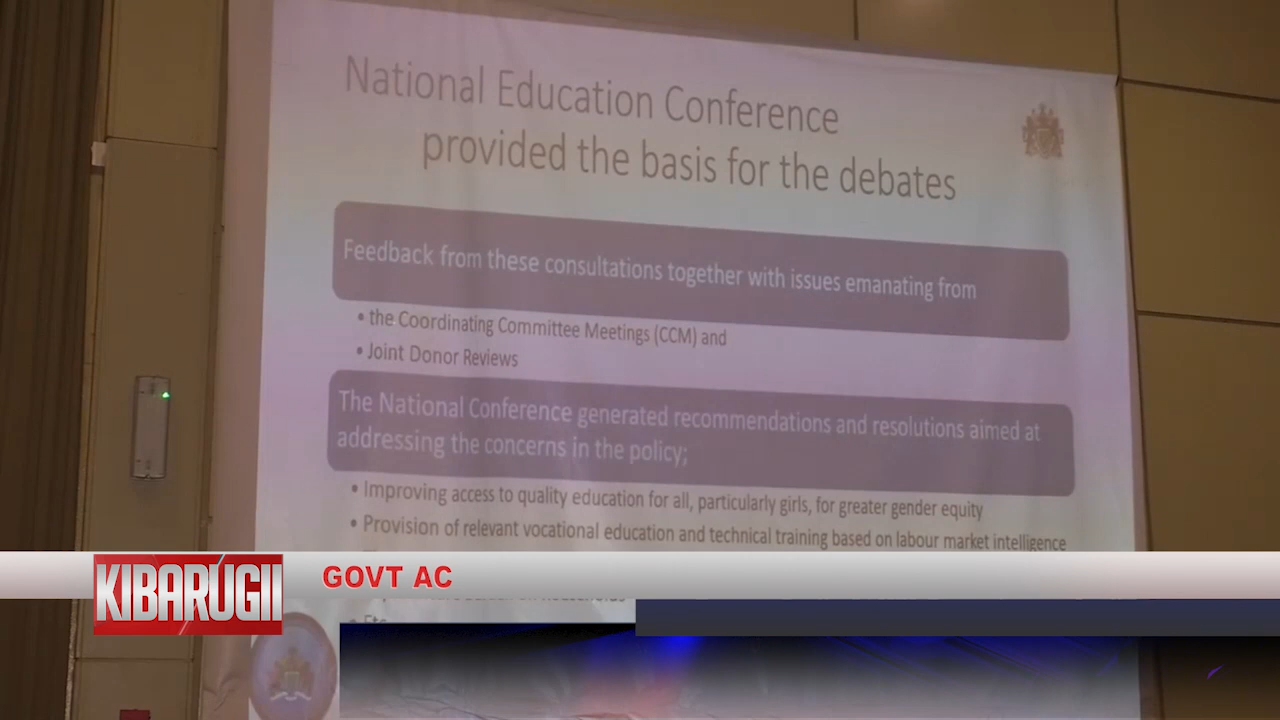 National Education Conference
provided the basis for the debates
Feedback from these consultations together with issues emanating from
• the Coordinating Committee Meetings (CCM) and
• Joint Donor Reviews
The National Conference generated recommendations and resolutions aimed at
addressing the concerns in the policy;
• Improving access to quality education for all, particularly girls, for greater gender equity
• Provision of relevant vocational education and technical training based on labour market intelligence
KIBARUGII
GOVT AC
• Etc